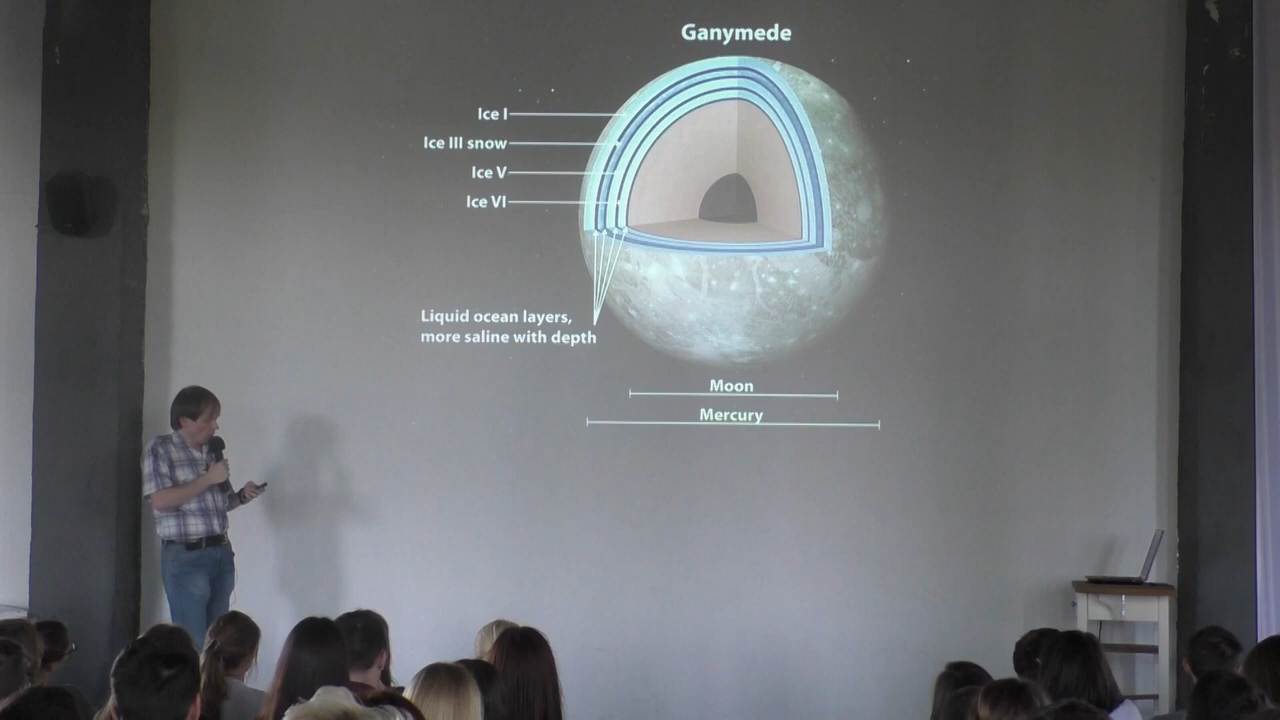 Ganymede
Ice I
Ice III snow
Ice V
Ice VI
Liquid ocean layers,
more saline with depth
Moon
Mercury